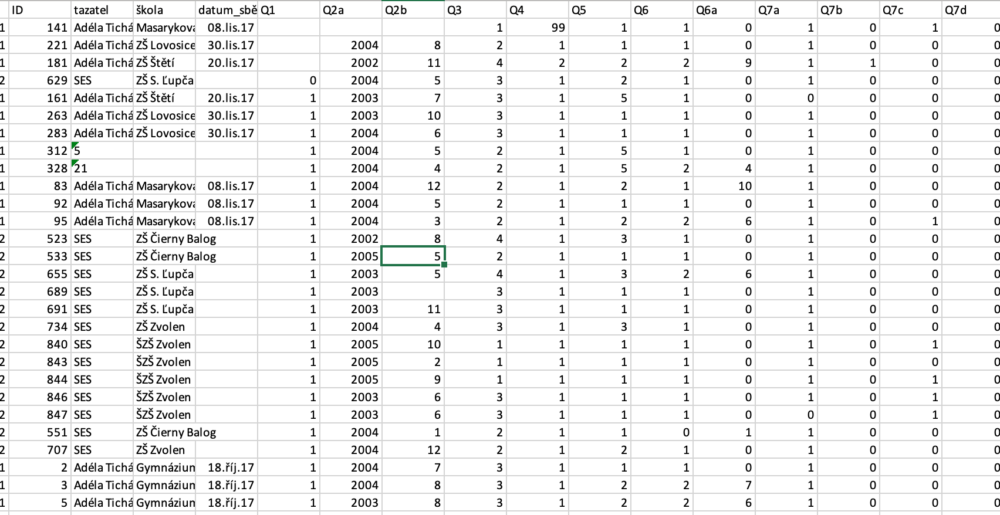 ID tazatel škola datum_sbě Q1 Q2a Q2b Q3 Q4 Q5 Q6 Q6a Q7a Q7b Q7c Q7d
1 141 Adéla Tichá Masarykova 08.lis.17 1 99 1 1 0 1 0 1 0
1 221 Adéla Tichá ZŠ Lovosice 30.lis.17 2004 8 2 1 1 1 0 1 0 0 0
1 181 Adéla Tichá ZŠ Štětí 20.lis.17 2002 11 4 2 2 2 9 1 1 0 0
2 629 SES ZŠ S. Ľupča 0 2004 5 3 1 2 1 0 1 0 0 0
1 161 Adéla Tichá ZŠ Štětí 20.lis.17 1 2003 7 3 1 5 1 0 0 0 0 0
1 263 Adéla Tichá ZŠ Lovosice 30.lis.17 1 2003 10 3 1 1 1 0 1 0 0 0
1 283 Adéla Tichá ZŠ Lovosice 30.lis.17 1 2004 6 3 1 1 1 0 1 0 0 0
1 312 5 1 2004 5 2 1 5 1 0 1 0 0 0
1 328 21 1 2004 4 2 1 5 2 4 1 0 0 0
1 83 Adéla Tichá Masarykova 08.lis.17 1 2004 12 2 1 2 1 10 1 0 0 0
1 92 Adéla Tichá Masarykova 08.lis.17 1 2004 5 2 1 1 1 0 1 0 0 0
1 95 Adéla Tichá Masarykova 08.lis.17 1 2004 3 2 1 2 2 6 1 0 1 0
2 523 SES ZŠ Čierny Balog 1 2002 8 4 1 3 1 0 1 0 0 0
2 533 SES ZŠ Čierny Balog 1 2005 5 2 1 1 1 0 1 0 0 0
2 655 SES ZŠ S. Ľupča 1 2003 5 4 1 3 2 6 1 0 0 0
2 689 SES ZŠ S. Ľupča 1 2003 3 1 1 1 0 1 0 0 0
2 691 SES ZŠ S. Ľupča 1 2003 11 3 1 1 1 0 1 0 0 0
2 734 SES ZŠ Zvolen 1 2004 4 3 1 3 1 0 1 0 0 0
2 840 SES ŠZŠ Zvolen 1 2005 10 1 1 1 1 0 1 0 1 0
2 843 SES ŠZŠ Zvolen 1 2005 2 1 1 1 1 0 1 0 0 0
2 844 SES ŠZŠ Zvolen 1 2005 9 1 1 1 1 0 1 0 1 0
2 846 SES ŠZŠ Zvolen 1 2003 6 3 1 1 1 0 1 0 1 0
2 847 SES ŠZŠ Zvolen 1 2003 6 3 1 1 1 0 0 0 1 0
2 551 SES ZŠ Čierny Balog 1 2004 1 2 1 1 0 1 1 0 0 0
2 707 SES ZŠ Zvolen 1 2004 12 2 1 2 1 0 1 0 0 0
1 2 Adéla Tichá Gymnázium 18.říj.17 1 2004 7 3 1 1 1 0 1 0 0 0
1 3 Adéla Tichá Gymnázium 18.říj.17 1 2004 8 3 1 2 2 7 1 0 0 0
1 5 Adéla Tichá Gymnázium 18.říj.17 1 2003 8 3 1 2 2 6 1 0 0 0